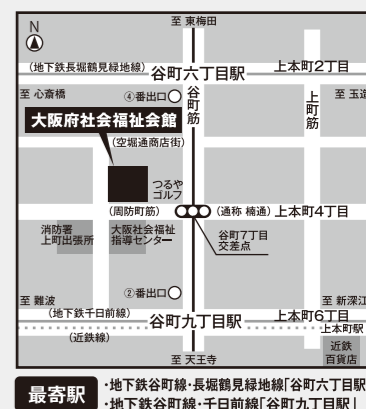 至 東梅田
N
(地下鉄長堀鶴見緑地線)
谷町六丁目駅
上本町2丁目
至 心斎橋
④番出口
谷町筋
上町筋
至 玉造
大阪府社会福祉会館
(空堀通商店街)
つるや
ゴルフ
(周防町筋)
(通称 楠通)
上本町4丁目
消防署
上町出張所
大阪社会福祉
指導センター
谷町7丁目
交差点
②番出口
至 難波
至 新深江
(地下鉄千日前線)
谷町九丁目駅
上本町6丁目
(近鉄線)
上本町駅
至 天王寺
近鉄
百貨店
最寄駅
・地下鉄谷町線・長堀鶴見緑地線「谷町六丁目駅
・地下鉄谷町線・千日前線「谷町九丁目駅」